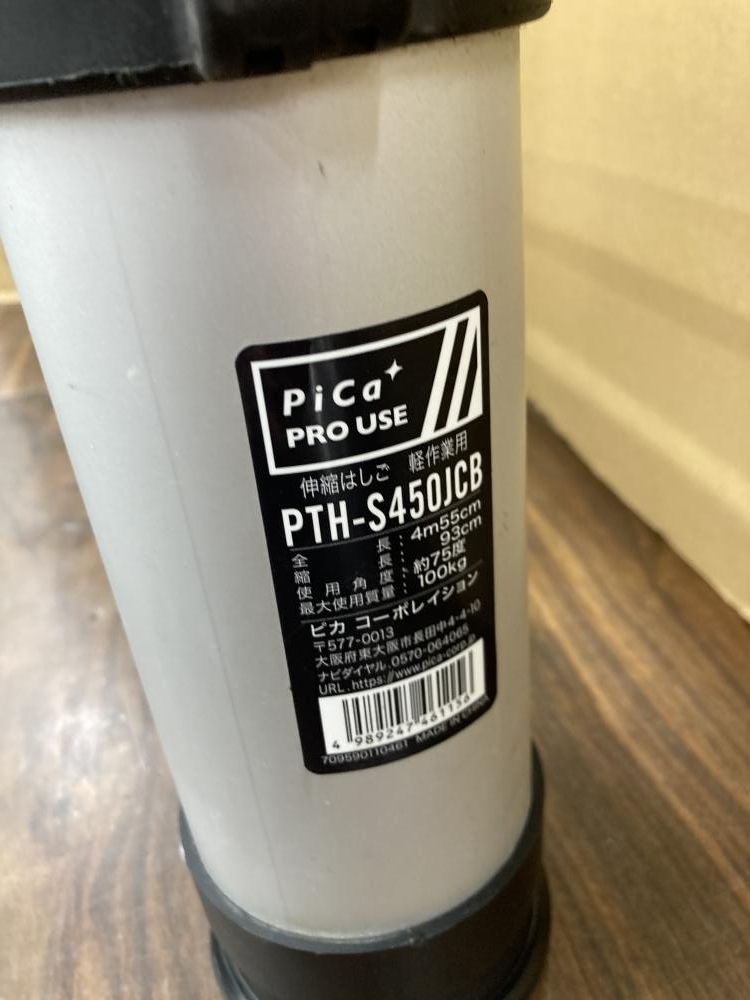 PiCa
PRO USE
伸縮はしご 軽作業用
PTH-S450JCB
全長：4m55cm
縮長：93cm
使用角度：約75度
最大使用質量：100kg
ピカ コーポレイション
〒577-0013
大阪府東大阪市長田中4-4-10
ナビダイヤル.0570-064065
URL.https://www.pica-corp.jp
4 989247 461156
709590110461 MADE IN CHINA